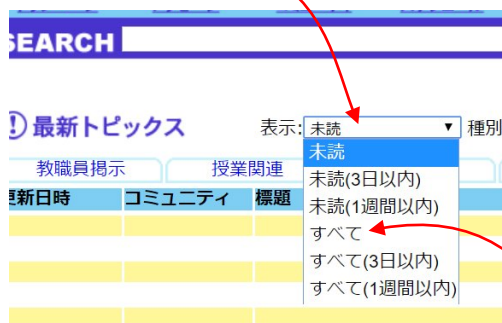 SEARCH
最新トピックス
表示: 未読 種別
未読
未読(3日以内)
未読(1週間以内)
すべて
すべて(3日以内)
すべて(1週間以内)
教職員掲示 授業関連
更新日時 コミュニティ 標題